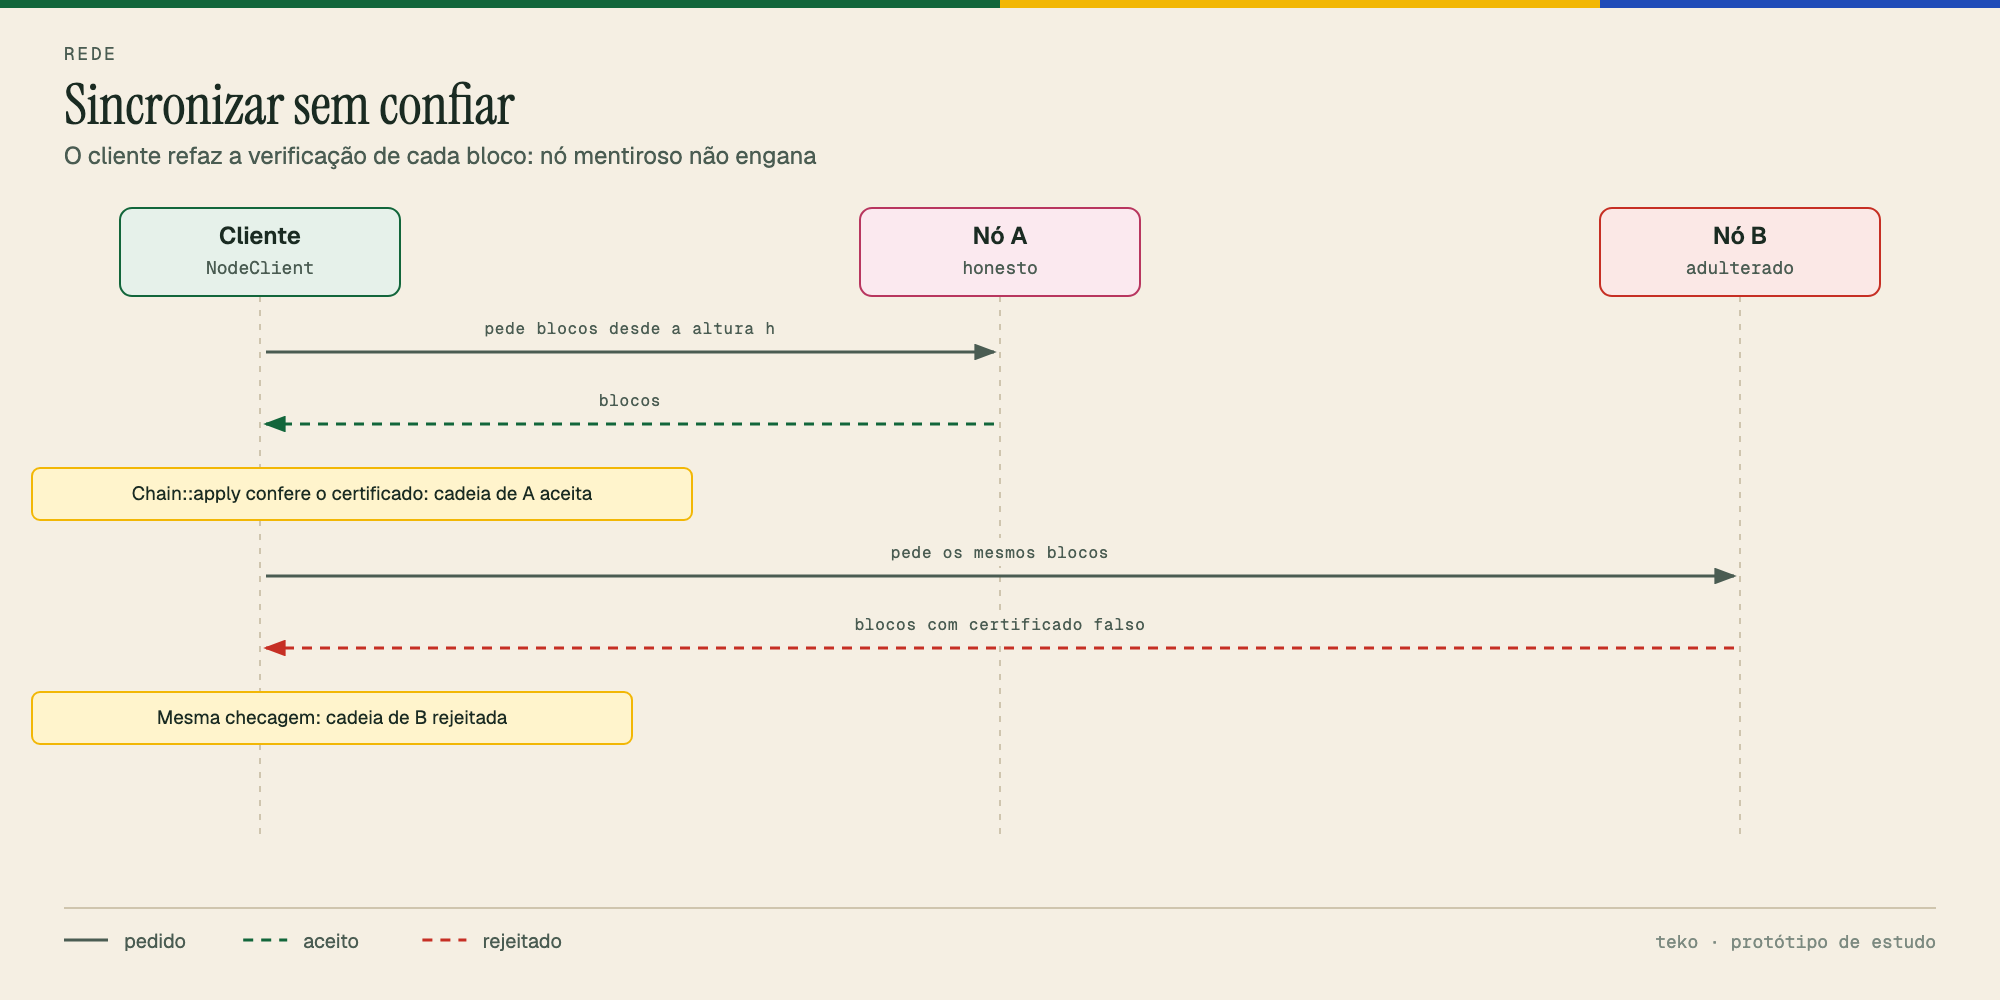 REDE
Sincronizar sem confiar
O cliente refaz a verificação de cada bloco: nó mentiroso não engana
Cliente
NodeClient
Nó A
honesto
Nó B
adulterado
pede blocos desde a altura h
blocos
Chain::apply confere o certificado: cadeia de A aceita
pede os mesmos blocos
blocos com certificado falso
Mesma checagem: cadeia de B rejeitada
pedido
aceito
rejeitado
teko · protótipo de estudo